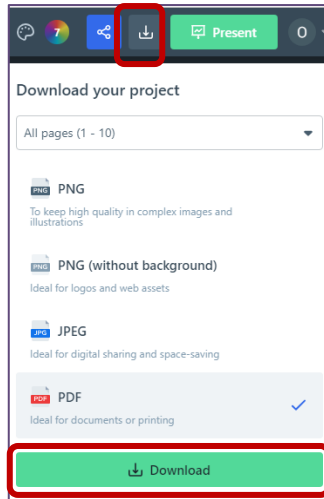 7
Present
O
Download your project
All pages (1 - 10)
PNG
PNG
To keep high quality in complex images and
illustrations
PNG
PNG (without background)
Ideal for logos and web assets
JPG
JPEG
Ideal for digital sharing and space-saving
PDF
PDF
Ideal for documents or printing
Download